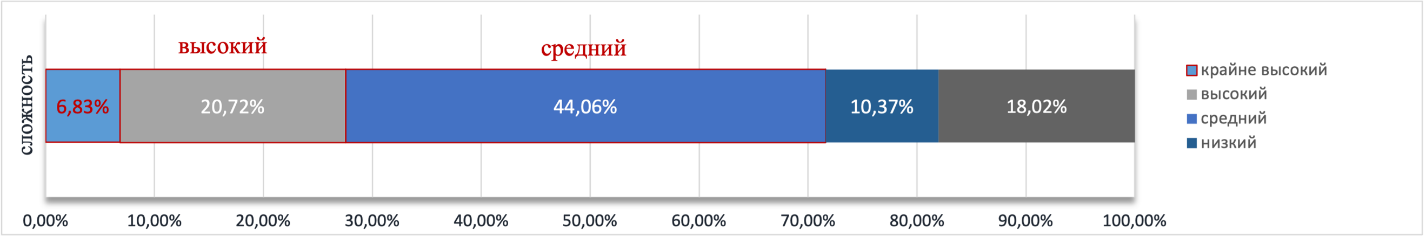 высокий средний
сложность
6,83% 20,72% 44,06% 10,37% 18,02%
крайне высокий
высокий
средний
низкий
0,00% 10,00% 20,00% 30,00% 40,00% 50,00% 60,00% 70,00% 80,00% 90,00% 100,00%